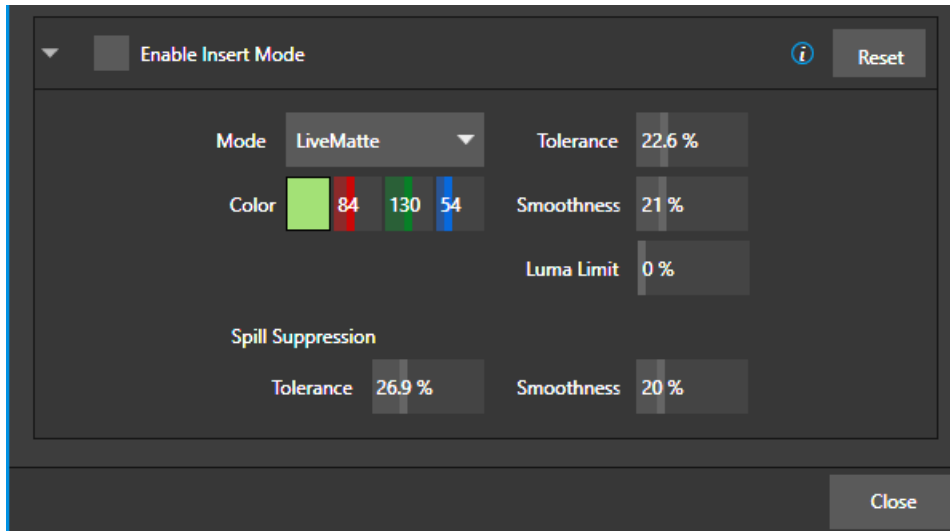 Enable Insert Mode
i
Reset
Mode LiveMatte Tolerance 22.6 %
Color 84 130 54 Smoothness 21 %
Luma Limit 0 %
Spill Suppression
Tolerance 26.9 % Smoothness 20 %
Close